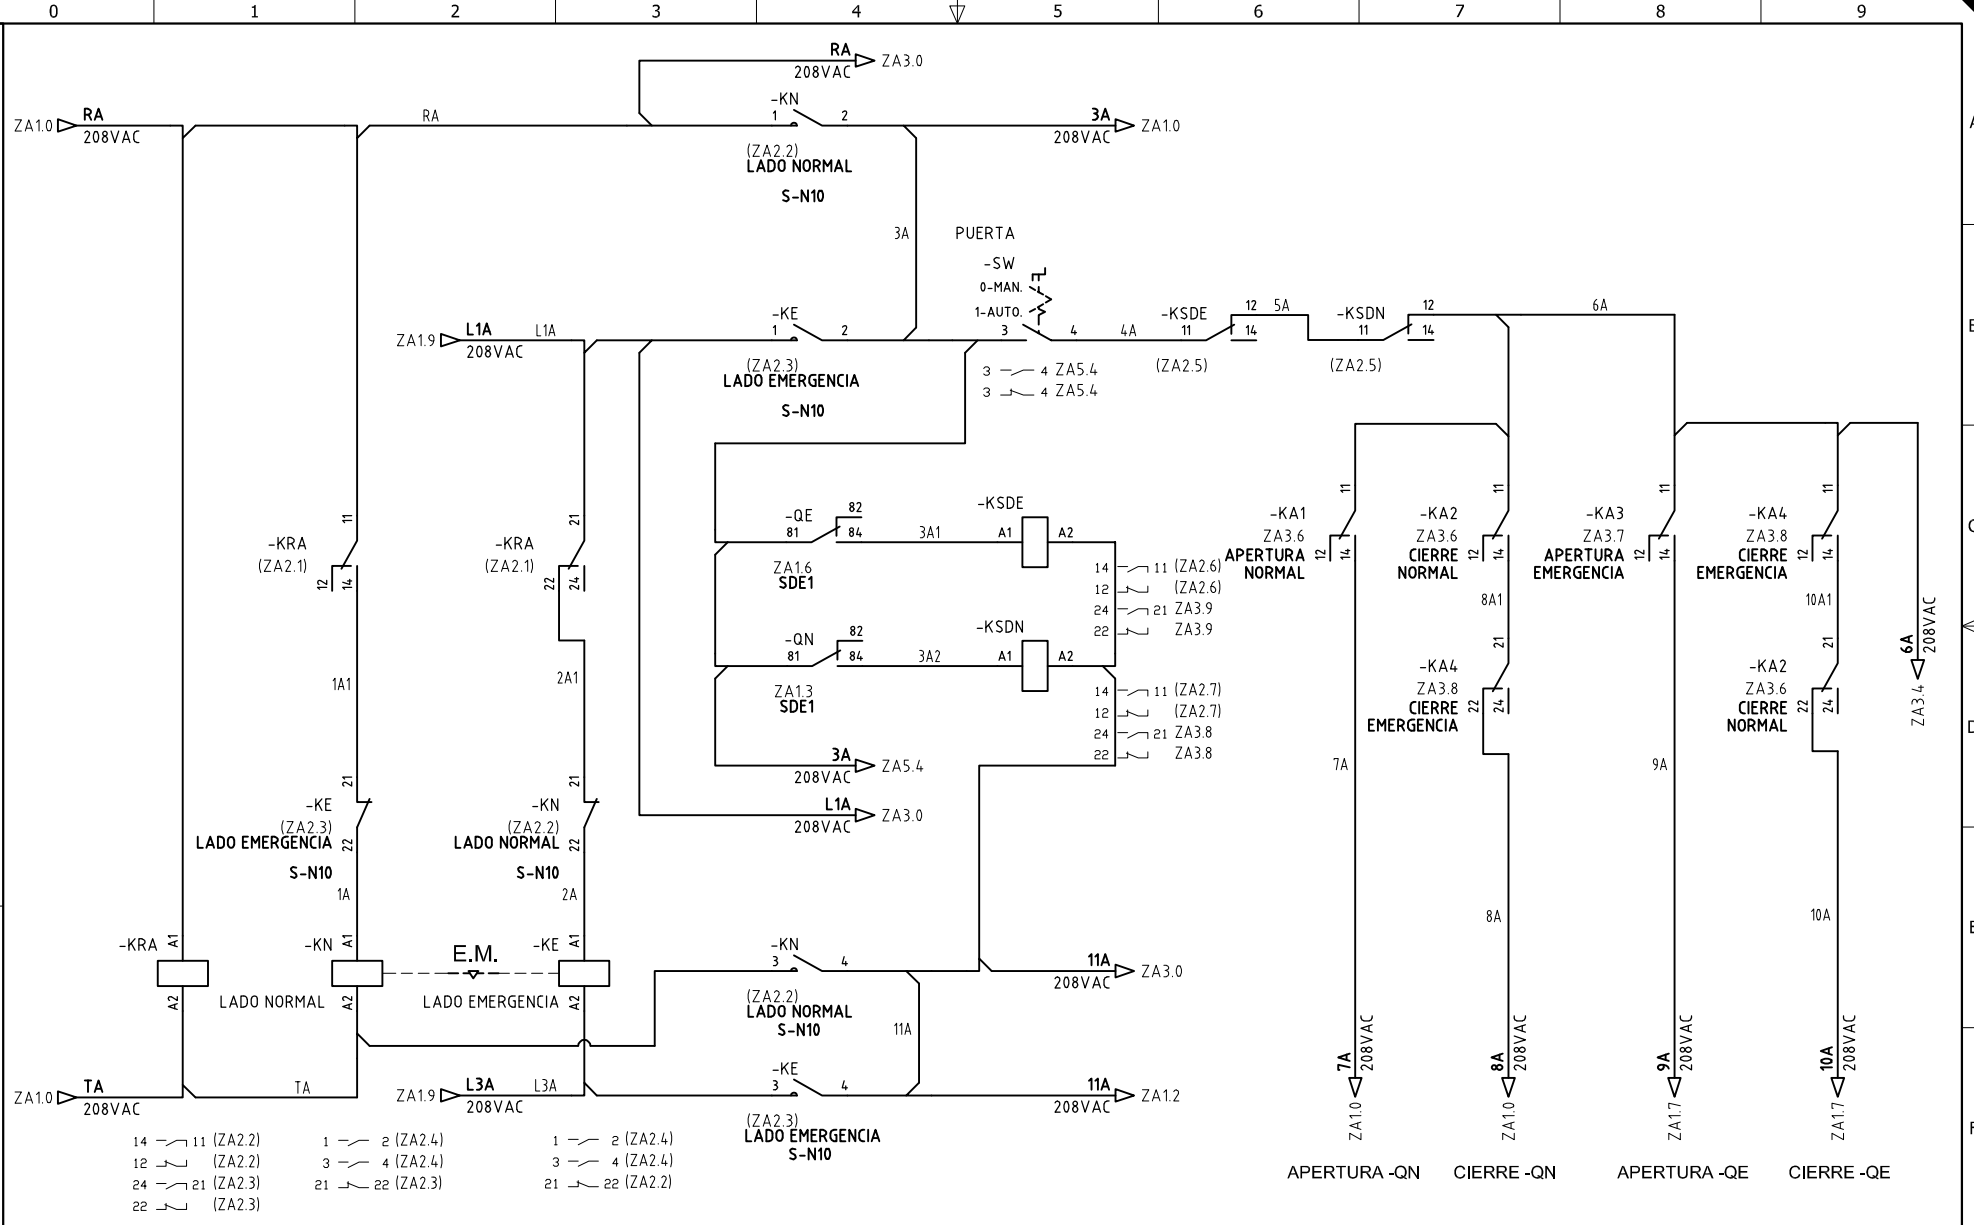 0 1 2 3 4 5 6 7 8 9
RA
208VAC
ZA3.0
ZA1.0
RA
208VAC
RA
-KN
1 2
(ZA2.2)
LADO NORMAL
S-N10
3A
208VAC
ZA1.0
3A
PUERTA
-SW
0-MAN.
1-AUTO.
3 4
3 4 ZA5.4
3 4 ZA5.4
ZA1.9
L1A
208VAC
L1A
-KE
1 2
(ZA2.3)
LADO EMERGENCIA
S-N10
4A
-KSDE
11 12 14
(ZA2.5)
5A
-KSDN
11 12 14
(ZA2.5)
6A
-KRA
(ZA2.1)
11 12 14
-KRA
(ZA2.1)
21 22 24
-QE
81 82 84
ZA1.6
SDE1
3A1
-KSDE
A1 A2
14 11 (ZA2.6)
12 (ZA2.6)
24 21 ZA3.9
22 ZA3.9
-QN
81 82 84
ZA1.3
SDE1
3A2
-KSDN
A1 A2
14 11 (ZA2.7)
12 (ZA2.7)
24 21 ZA3.8
22 ZA3.8
-KA1
ZA3.6
APERTURA
NORMAL
11 12 14
-KA2
ZA3.6
CIERRE
NORMAL
11 12 14
-KA3
ZA3.7
APERTURA
EMERGENCIA
11 12 14
-KA4
ZA3.8
CIERRE
EMERGENCIA
11 12 14
8A1
10A1
-KA4
ZA3.8
CIERRE
EMERGENCIA
21 22 24
-KA2
ZA3.6
CIERRE
NORMAL
21 22 24
6A
208VAC
ZA3.4
1A1
2A1
3A
208VAC
ZA5.4
L1A
208VAC
ZA3.0
7A
9A
-KE
(ZA2.3)
LADO EMERGENCIA
S-N10
21 22
-KN
(ZA2.2)
LADO NORMAL
S-N10
21 22
1A
2A
8A
10A
-KRA
A1 A2
-KN
A1 A2
LADO NORMAL
E.M.
-KE
A1 A2
LADO EMERGENCIA
-KN
3 4
(ZA2.2)
LADO NORMAL
S-N10
11A
208VAC
ZA3.0
11A
ZA1.0
TA
208VAC
TA
ZA1.9
L3A
208VAC
L3A
-KE
3 4
(ZA2.3)
LADO EMERGENCIA
S-N10
11A
208VAC
ZA1.2
7A
208VAC
ZA1.0
8A
208VAC
ZA1.0
9A
208VAC
ZA1.7
10A
208VAC
ZA1.7
14 11 (ZA2.2)
12 (ZA2.2)
24 21 (ZA2.3)
22 (ZA2.3)
1 2 (ZA2.4)
3 4 (ZA2.4)
21 22 (ZA2.3)
1 2 (ZA2.4)
3 4 (ZA2.4)
21 22 (ZA2.2)
APERTURA -QN
CIERRE -QN
APERTURA -QE
CIERRE -QE